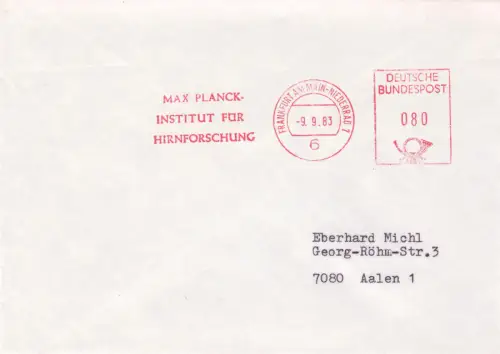 MAX PLANCK-
INSTITUT FÜR
HIRNFORSCHUNG
FRANKFURT AM MAIN-NIEDERRAD 1
-9. 9. 83
6
DEUTSCHE
BUNDESPOST
080
Eberhard Michl
Georg-Röhm-Str.3
7080 Aalen 1